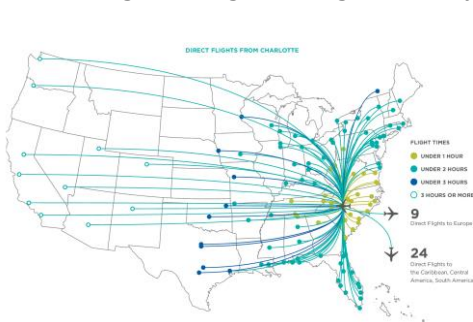 DIRECT FLIGHTS FROM CHARLOTTE
FLIGHT TIMES
UNDER 1 HOUR
UNDER 2 HOURS
UNDER 3 HOURS
3 HOURS OR MORE
9
Direct Flights to Europe
24
Direct Flights to
the Caribbean, Central
America, South America